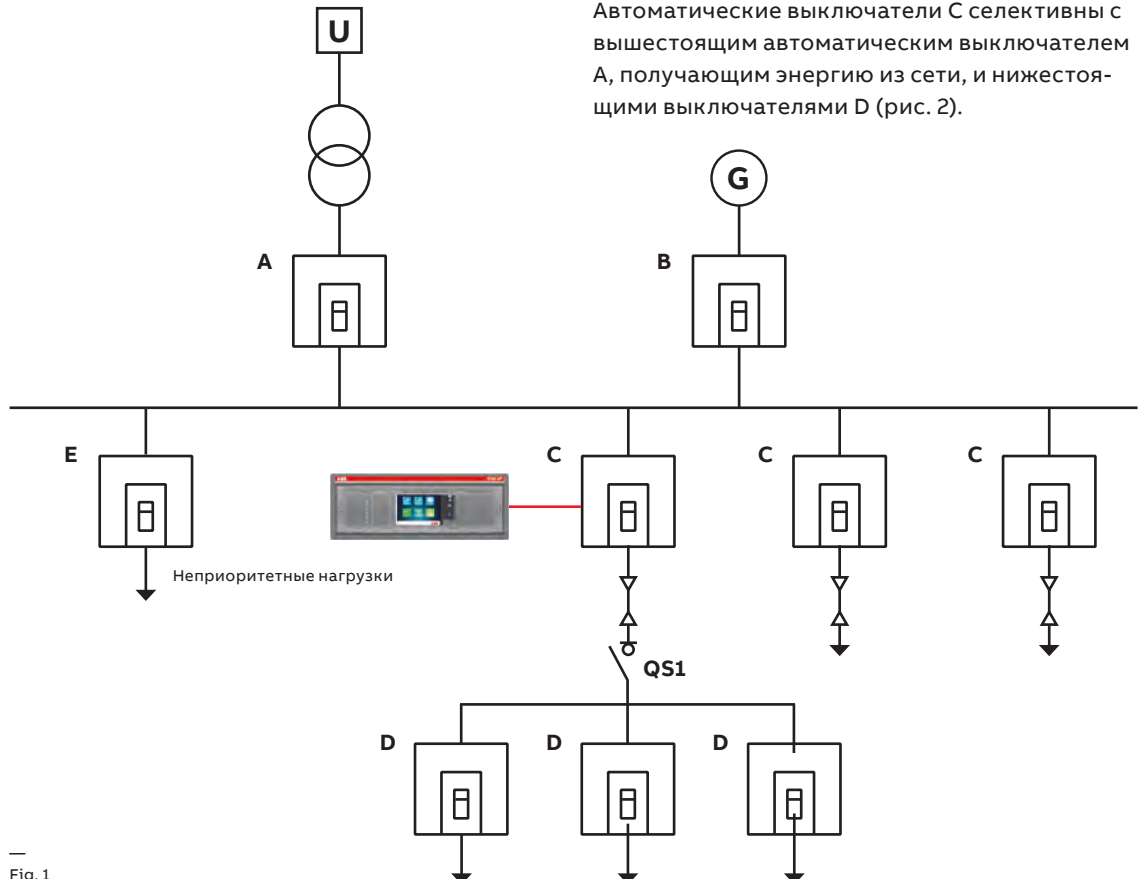 Автоматические выключатели C селективны с
вышестоящим автоматическим выключателем
А, получающим энергию из сети, и нижестоя-
щими выключателями D (рис. 2).
U
G
A
B
E
C
C
C
Неприоритетные нагрузки
QS1
D
D
D
—
Fig. 1